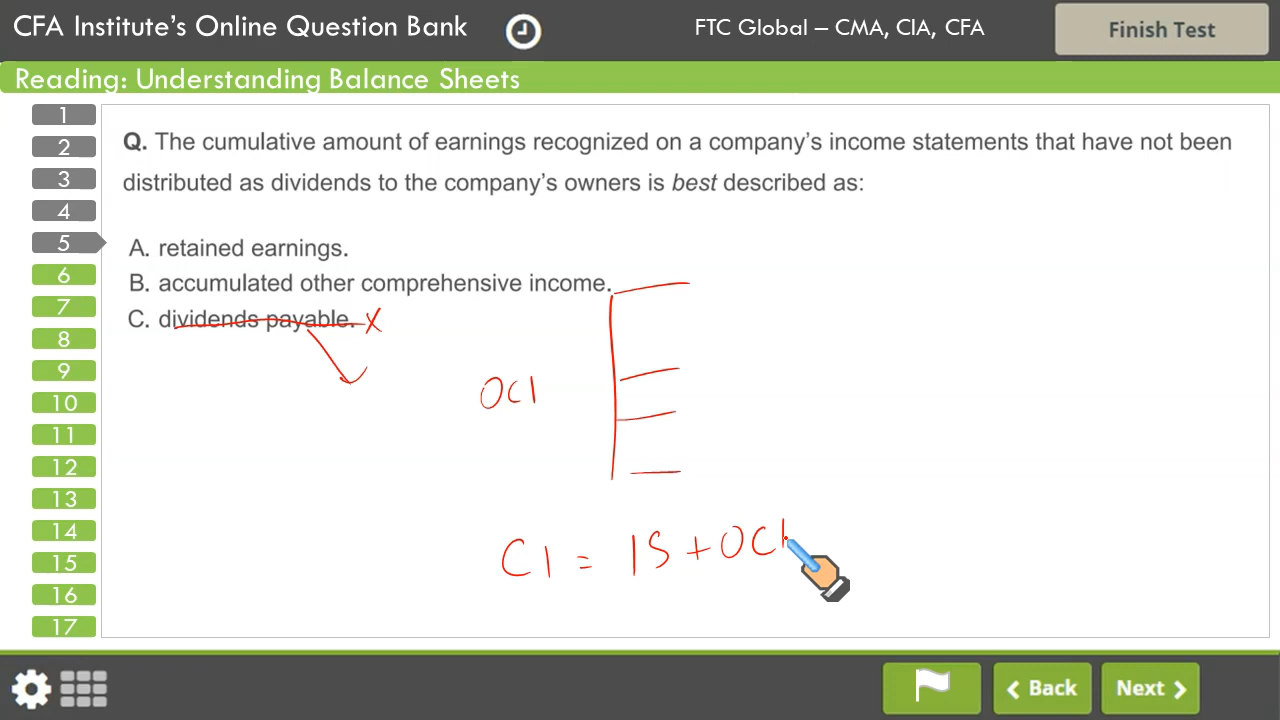 CFA Institute's Online Question Bank
FTC Global – CMA, CIA, CFA
Finish Test
Reading: Understanding Balance Sheets
1
2
3
4
5
6
7
8
9
10
11
12
13
14
15
16
17
Q. The cumulative amount of earnings recognized on a company's income statements that have not been
distributed as dividends to the company's owners is best described as:
A. retained earnings.
B. accumulated other comprehensive income.
C. dividends payable. X
OCI
CI = IS + OCI
Back
Next